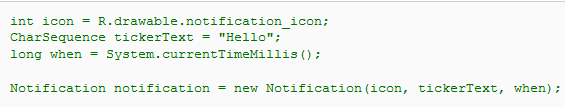 int icon = R.drawable.notification_icon;
CharSequence tickerText = "Hello";
long when = System.currentTimeMillis();
Notification notification = new Notification(icon, tickerText, when);